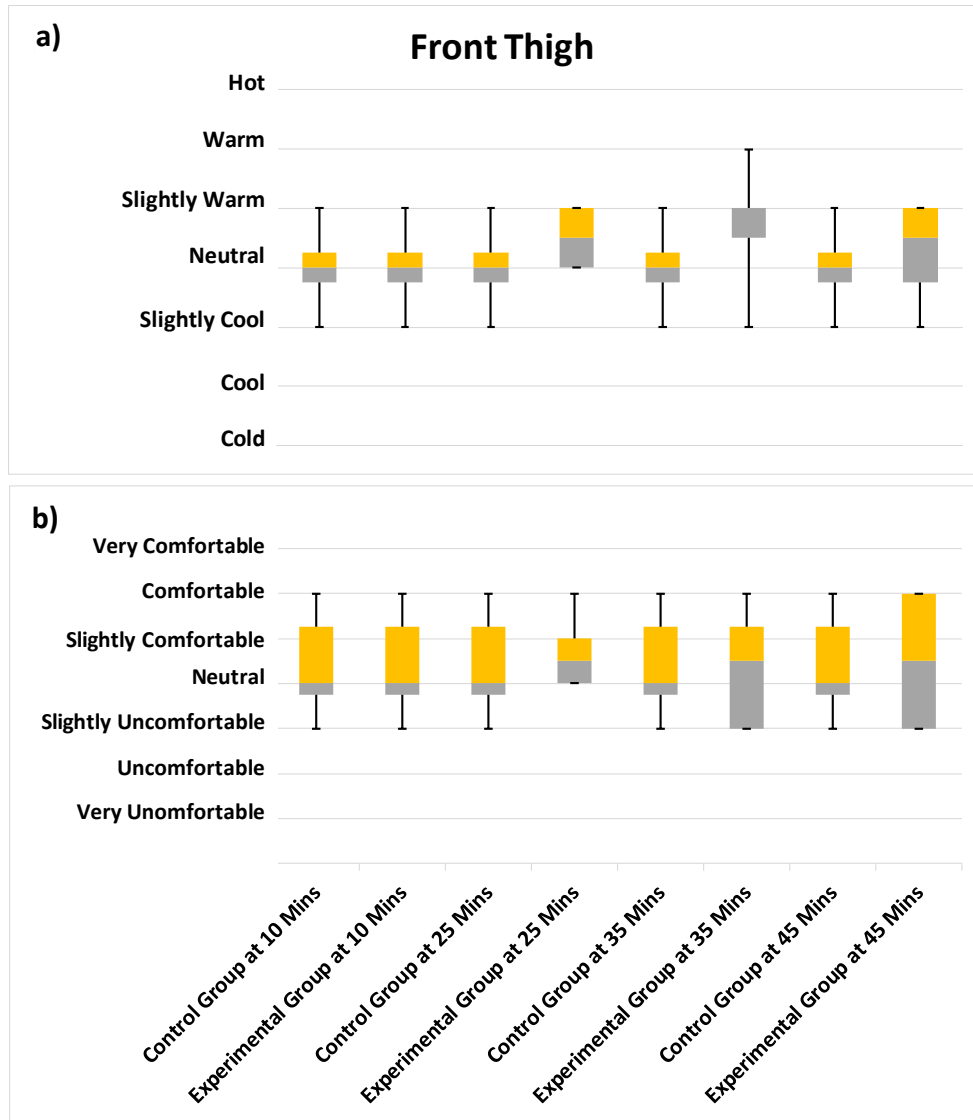 a)
Front Thigh
Hot
Warm
Slightly Warm
Neutral
Slightly Cool
Cool
Cold
b)
Very Comfortable
Comfortable
Slightly Comfortable
Neutral
Slightly Uncomfortable
Uncomfortable
Very Unomfortable
Control Group at 10 Mins
Experimental Group at 10 Mins
Control Group at 25 Mins
Experimental Group at 25 Mins
Control Group at 35 Mins
Experimental Group at 35 Mins
Control Group at 45 Mins
Experimental Group at 45 Mins